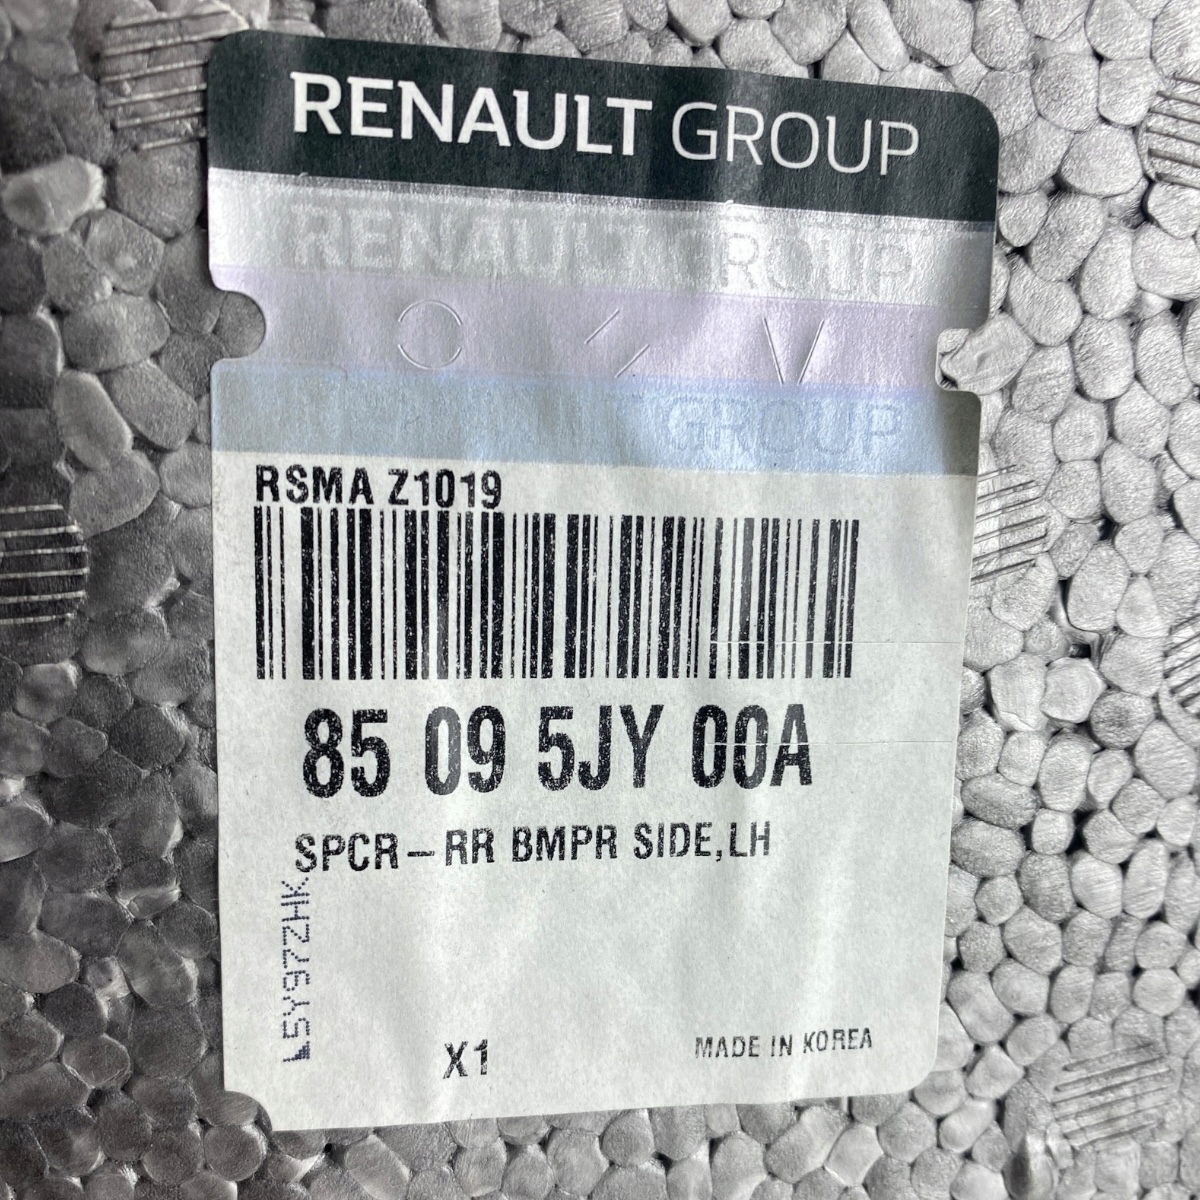 RENAULT GROUP
RENAULT GROUP
RENAULT GROUP
RSMA Z1019
85 09 5JY 00A
SPCR-RR BMPR SIDE,LH
X1
MADE IN KOREA